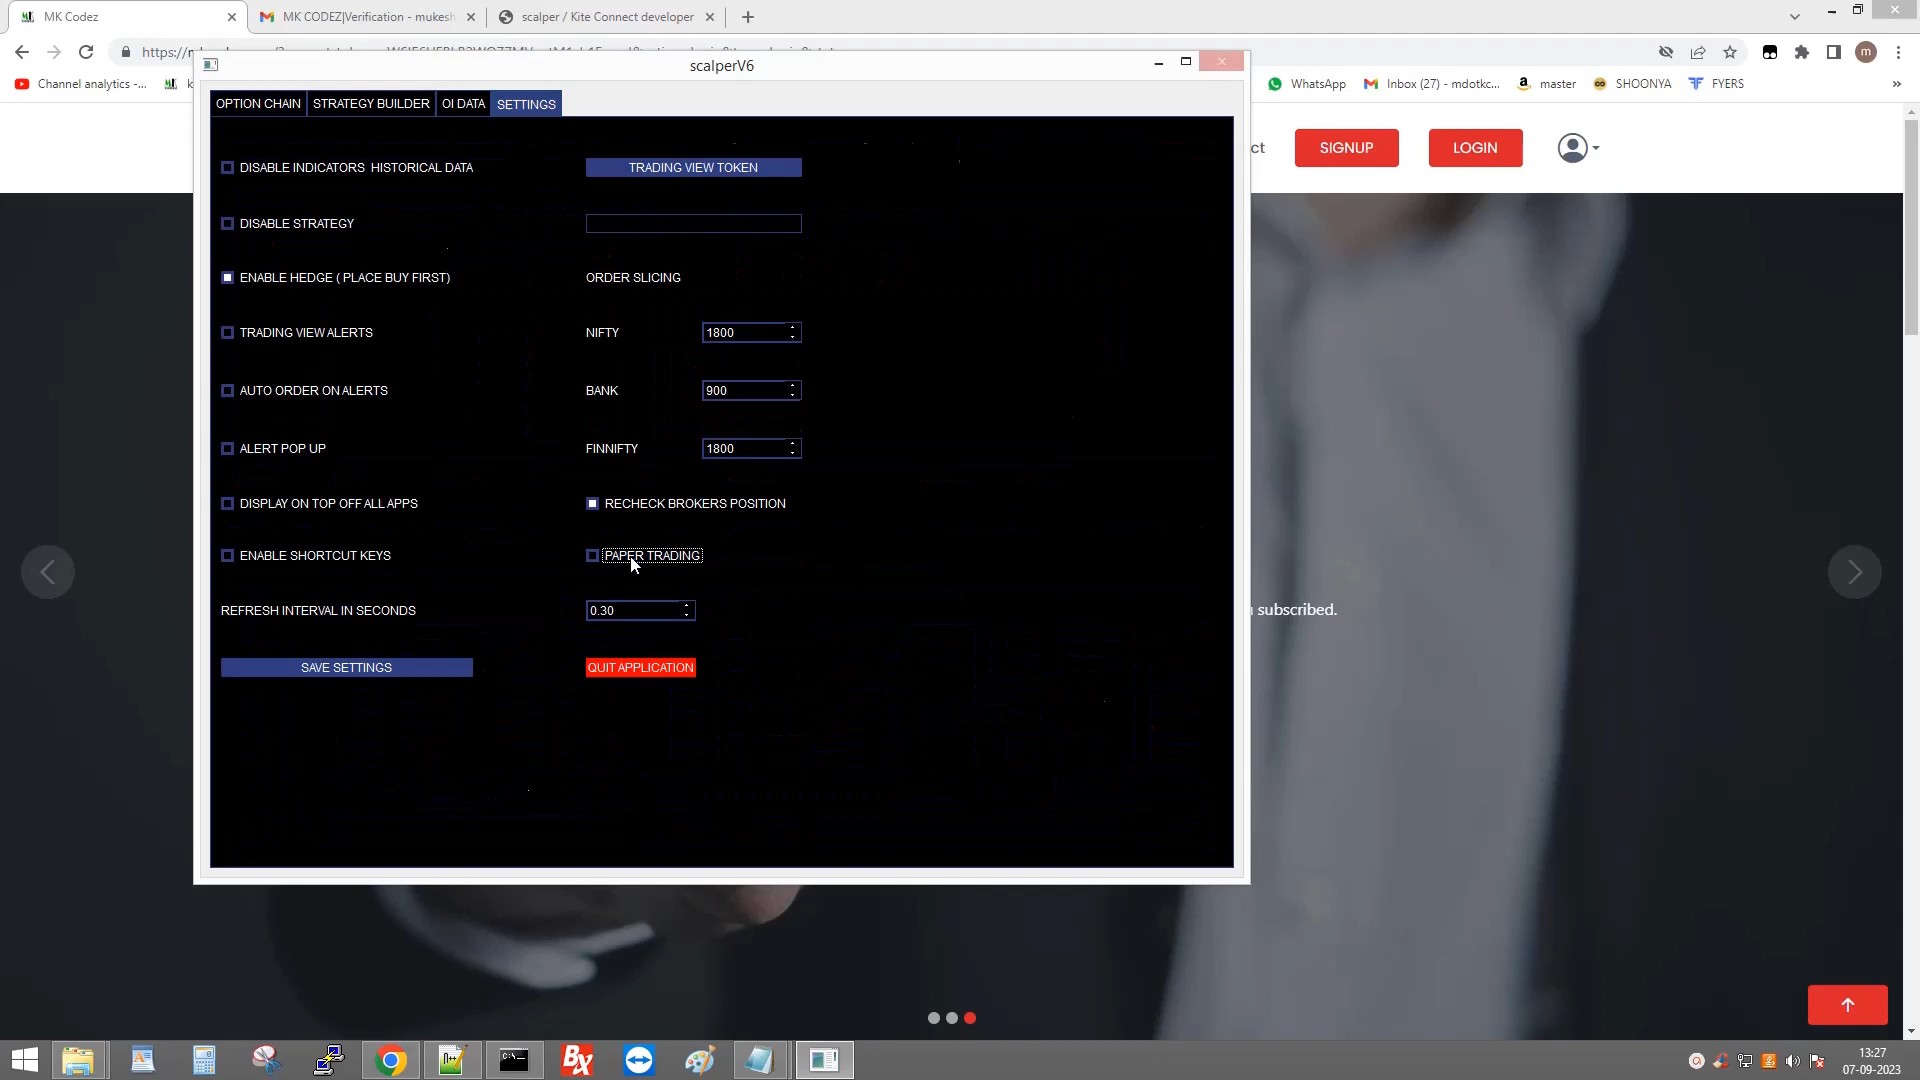 MK Codez
MK CODEZ|Verification - mukesh
scalper / Kite Connect developer
Channel analytics -...
WhatsApp
Inbox (27) - mdotkc...
master
SHOONYA
FYERS
scalperV6
OPTION CHAIN
STRATEGY BUILDER
OI DATA
SETTINGS
SIGNUP
LOGIN
DISABLE INDICATORS HISTORICAL DATA
TRADING VIEW TOKEN
DISABLE STRATEGY
ENABLE HEDGE ( PLACE BUY FIRST)
ORDER SLICING
TRADING VIEW ALERTS
NIFTY
1800
AUTO ORDER ON ALERTS
BANK
900
ALERT POP UP
FINNIFTY
1800
DISPLAY ON TOP OFF ALL APPS
RECHECK BROKERS POSITION
ENABLE SHORTCUT KEYS
PAPER TRADING
REFRESH INTERVAL IN SECONDS
0.30
subscribed.
SAVE SETTINGS
QUIT APPLICATION
13:27
07-09-2023